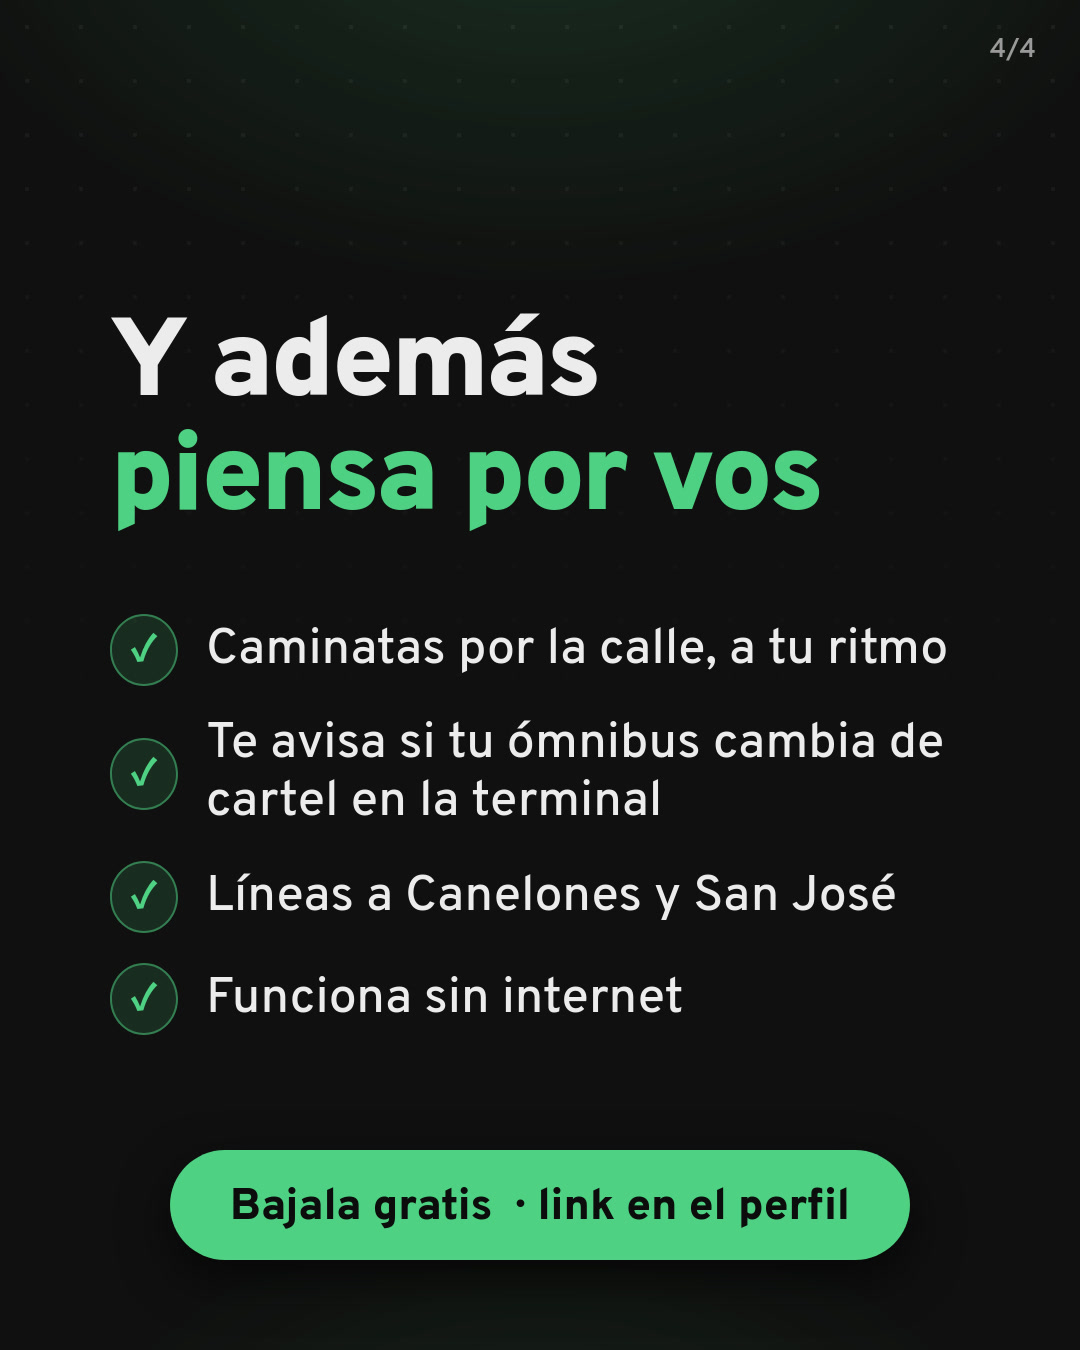 4/4
Y además
piensa por vos
✓ Caminatas por la calle, a tu ritmo
✓ Te avisa si tu ómnibus cambia de
cartel en la terminal
✓ Líneas a Canelones y San José
✓ Funciona sin internet
Bajala gratis · link en el perfil